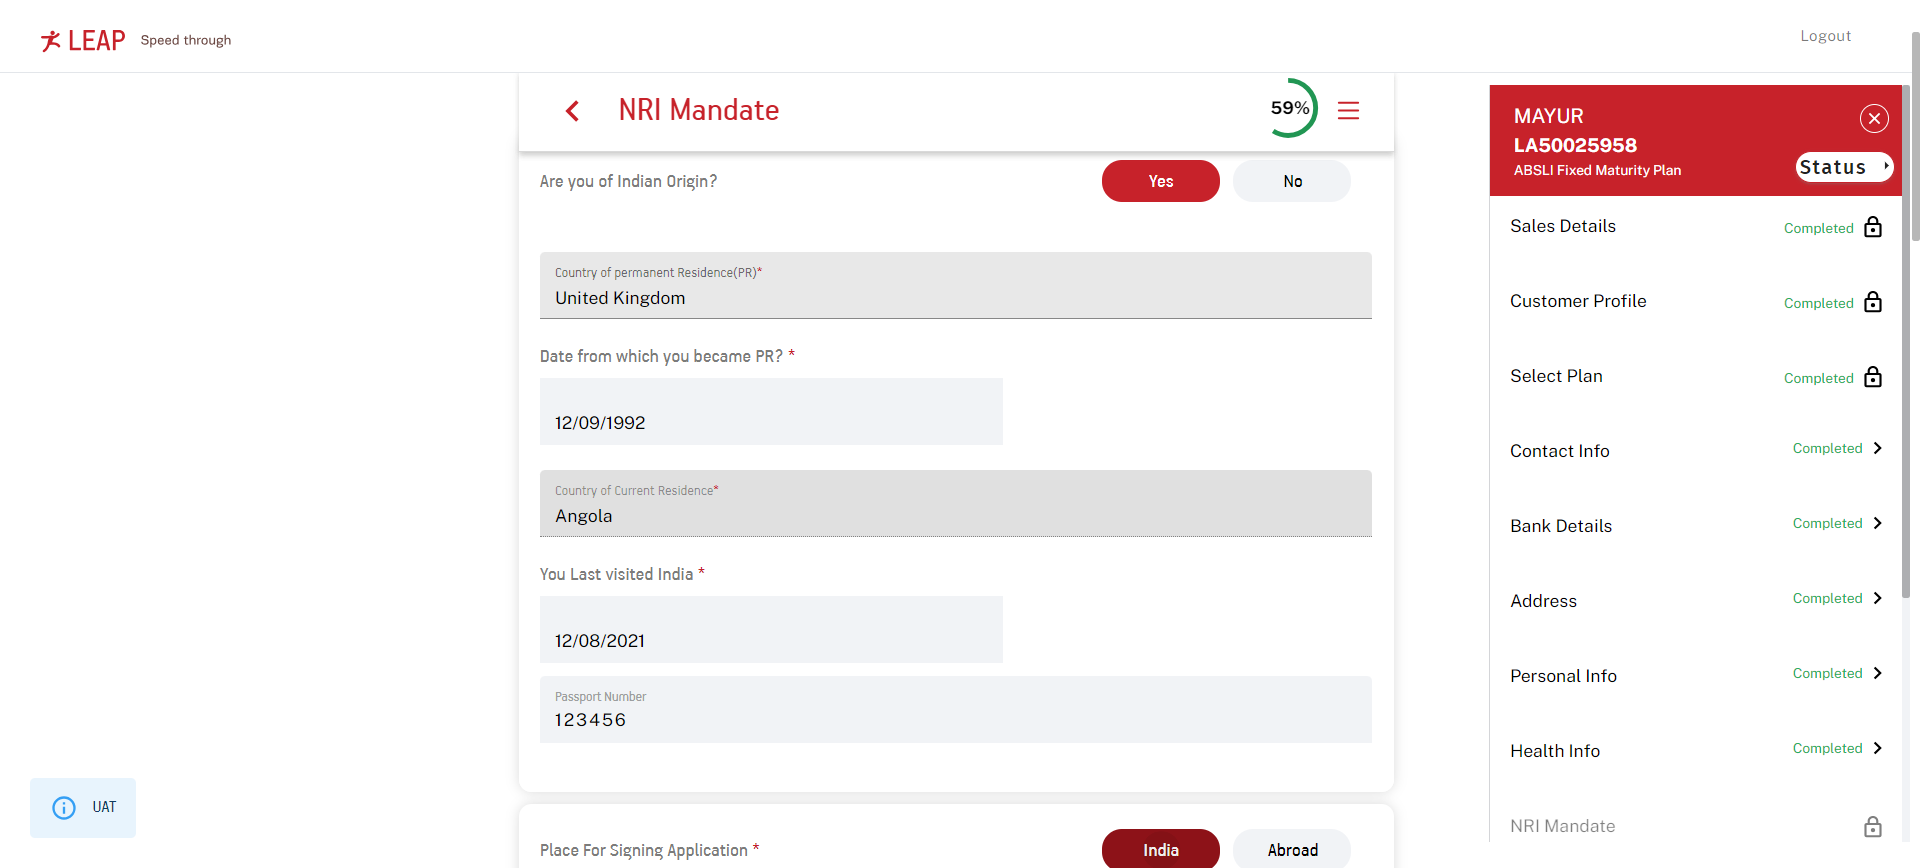 LEAP Speed through
Logout
NRI Mandate
59%
Are you of Indian Origin?
Yes
No
Country of permanent Residence(PR)*
United Kingdom
Date from which you became PR? *
12/09/1992
Country of Current Residence*
Angola
You Last visited India *
12/08/2021
Passport Number
123456
Place For Signing Application *
India
Abroad
UAT
MAYUR
LA50025958
ABSLI Fixed Maturity Plan
Status
Sales Details Completed
Customer Profile Completed
Select Plan Completed
Contact Info Completed
Bank Details Completed
Address Completed
Personal Info Completed
Health Info Completed
NRI Mandate